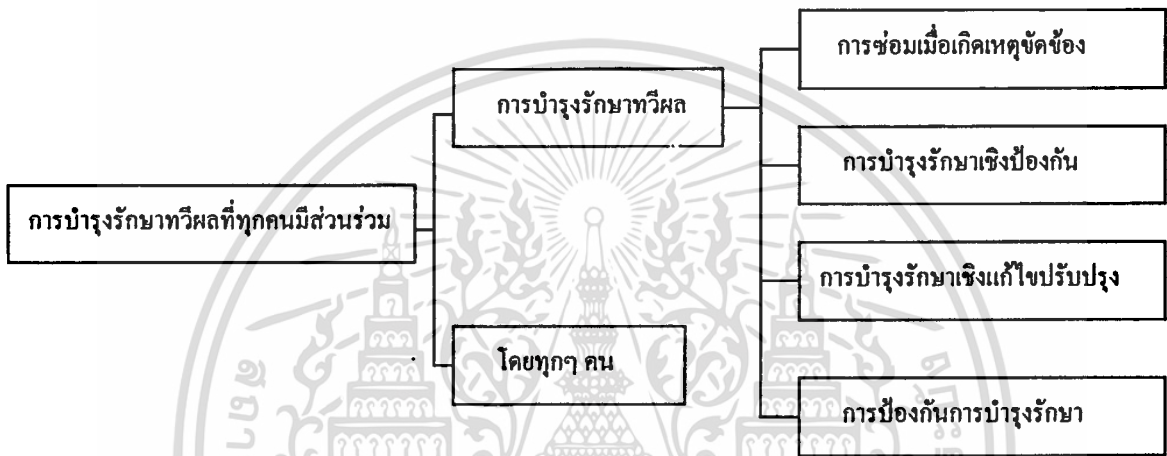 การซ่อมเมื่อเกิดเหตุขัดข้อง
การบำรุงรักษาทวีผล
การบำรุงรักษาเชิงป้องกัน
การบำรุงรักษาทวีผลที่ทุกคนมีส่วนร่วม
การบำรุงรักษาเชิงแก้ไขปรับปรุง
โดยทุกๆ คน
การป้องกันการบำรุงรักษา